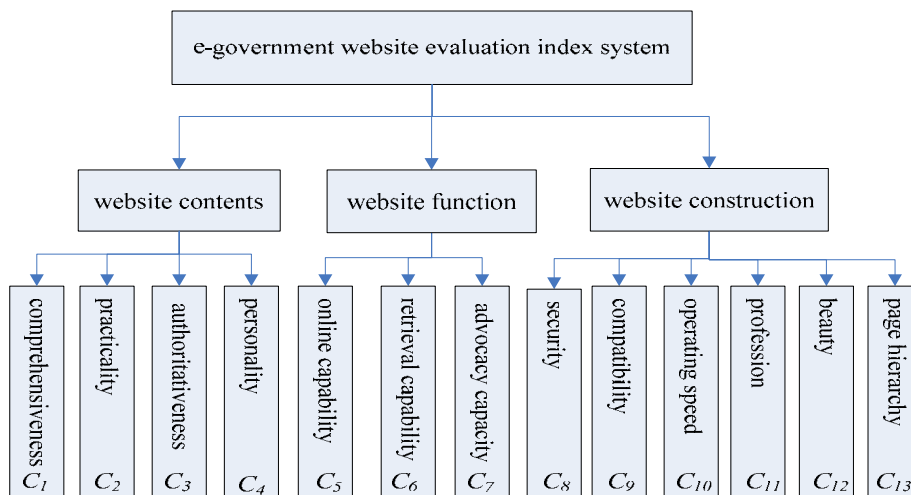 e-government website evaluation index system
website contents
website function
website construction
comprehensiveness
C1
practicality
C2
authoritativeness
C3
personality
C4
online capability
C5
retrieval capability
C6
advocacy capacity
C7
security
C8
compatibility
C9
operating speed
C10
profession
C11
beauty
C12
page hierarchy
C13